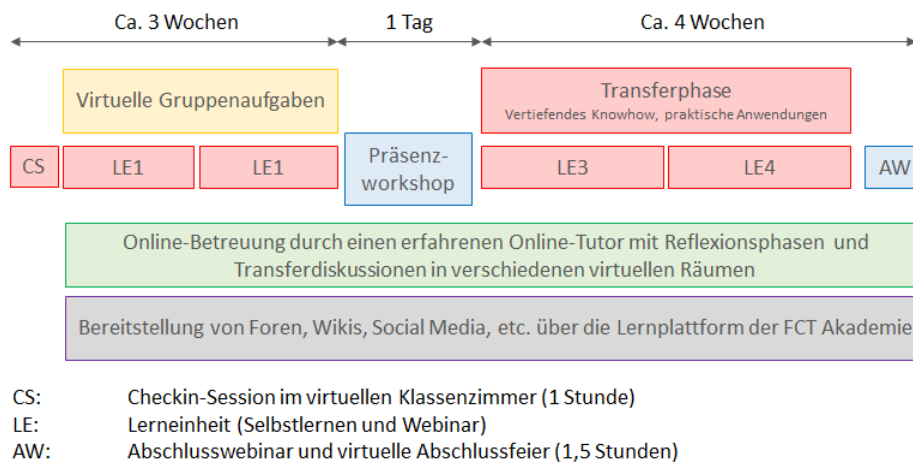 Ca. 3 Wochen
1 Tag
Ca. 4 Wochen
Virtuelle Gruppenaufgaben
Transferphase
Vertiefendes Knowhow, praktische Anwendungen
CS
LE1
LE1
Präsenz-
workshop
LE3
LE4
AW
Online-Betreuung durch einen erfahrenen Online-Tutor mit Reflexionsphasen und
Transferdiskussionen in verschiedenen virtuellen Räumen
Bereitstellung von Foren, Wikis, Social Media, etc. über die Lernplattform der FCT Akademie
CS: Checkin-Session im virtuellen Klassenzimmer (1 Stunde)
LE: Lerneinheit (Selbstlernen und Webinar)
AW: Abschlusswebinar und virtuelle Abschlussfeier (1,5 Stunden)